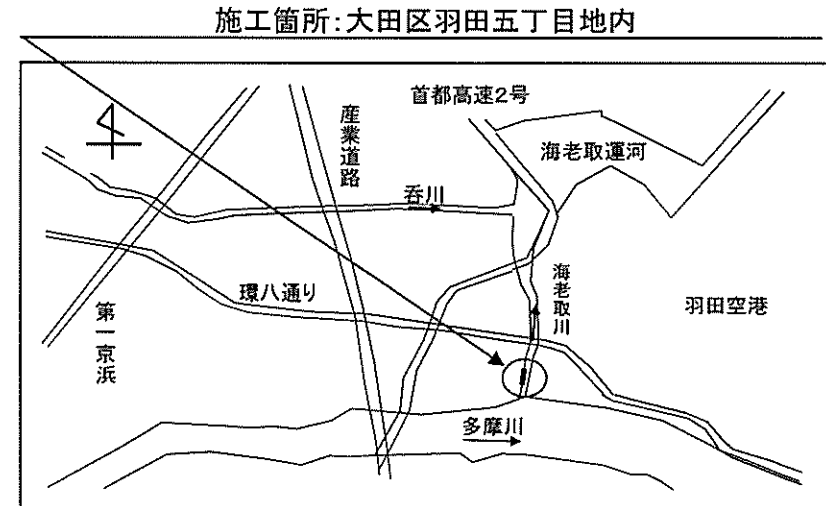 施工箇所:大田区羽田五丁目地内
首都高速2号
産業道路
海老取運河
呑川
海老取川
環八通り
羽田空港
第一京浜
多摩川